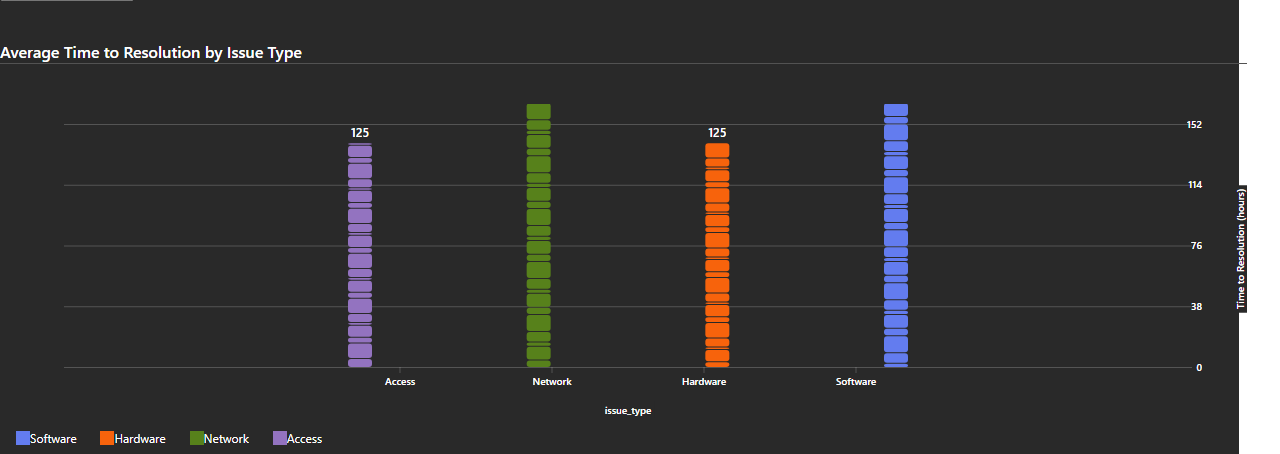 Average Time to Resolution by Issue Type
125
125
152
114
76
38
0
Time to Resolution (hours)
Access Network Hardware Software
issue_type
Software Hardware Network Access